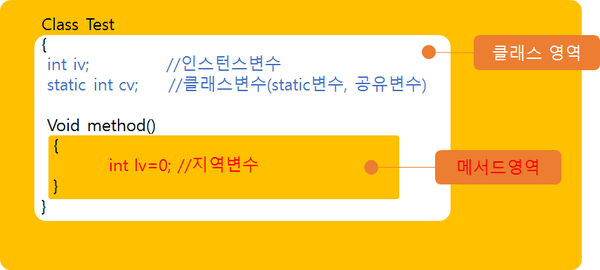 Class Test
{
int iv; //인스턴스변수
static int cv; //클래스변수(static변수, 공유변수)
클래스 영역
Void method()
{
int lv=0; //지역변수
메서드영역
}
}